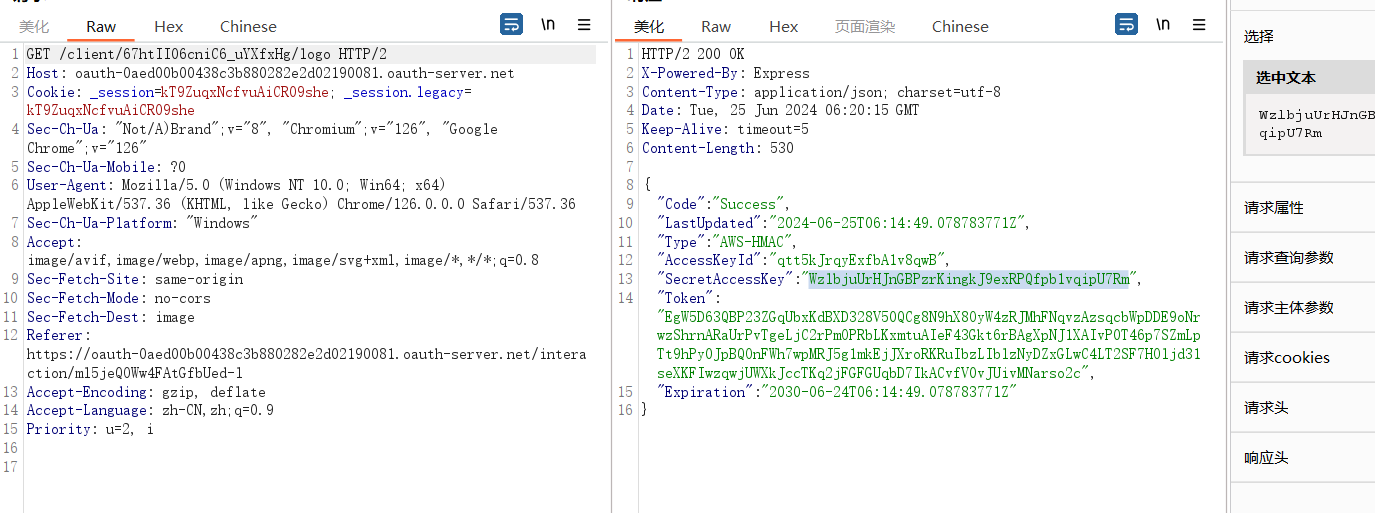 美化 Raw Hex Chinese \n
1 GET /client/67htII06cniC6_uYXfxHg/logo HTTP/2
2 Host: oauth-0aed00b00438c3b880282e2d02190081.oauth-server.net
3 Cookie: _session=kT9ZuqxNcfvuAiCR09she; _session.legacy=
kT9ZuqxNcfvuAiCR09she
4 Sec-Ch-Ua: "Not/A)Brand";v="8", "Chromium";v="126", "Google
Chrome";v="126"
5 Sec-Ch-Ua-Mobile: ?0
6 User-Agent: Mozilla/5.0 (Windows NT 10.0; Win64; x64)
AppleWebKit/537.36 (KHTML, like Gecko) Chrome/126.0.0.0 Safari/537.36
7 Sec-Ch-Ua-Platform: "Windows"
8 Accept:
image/avif,image/webp,image/apng,image/svg+xml,image/*,*/*;q=0.8
9 Sec-Fetch-Site: same-origin
10 Sec-Fetch-Mode: no-cors
11 Sec-Fetch-Dest: image
12 Referer:
https://oauth-0aed00b00438c3b880282e2d02190081.oauth-server.net/intera
ction/ml5jeQ0Ww4FAtGfbUed-l
13 Accept-Encoding: gzip, deflate
14 Accept-Language: zh-CN,zh;q=0.9
15 Priority: u=2, i
16
17
美化 Raw Hex 页面渲染 Chinese \n
1 HTTP/2 200 OK
2 X-Powered-By: Express
3 Content-Type: application/json; charset=utf-8
4 Date: Tue, 25 Jun 2024 06:20:15 GMT
5 Keep-Alive: timeout=5
6 Content-Length: 530
7
8 {
9 "Code":"Success",
10 "LastUpdated":"2024-06-25T06:14:49.078783771Z",
11 "Type":"AWS-HMAC",
12 "AccessKeyId":"qtt5kJrqyExfbAlv8qwB",
13 "SecretAccessKey":"WzlbjuUrHJnGBPzrKingkJ9exRPQfpblvqipU7Rm",
14 "Token":
"EgW5D63QBP23ZGqUbxKdBXD328V5OQCg8N9hX80yW4zRJMhFNqvzAzsqcbWpDDE9oNr
wzShrnARaUrPvTgeLjC2rPmOPRbLKxmtuAIeF43Gkt6rBAgXpNJ1XAIvP0T46p7SZmLp
Tt9hPy0JpBQ0nFWh7wpMRJ5g1mkEjJXroRKRuIbzLIblzNyDZxGLwC4LT2SF7H0ljd31
seXKFIwzqwjUWXkJccTKq2jFGFGUqbD7IkACvfV0vJUivMNarso2c",
15 "Expiration":"2030-06-24T06:14:49.078783771Z"
16 }
选择
选中文本
WzlbjuUrHJnGB
qipU7Rm
请求属性
请求查询参数
请求主体参数
请求cookies
请求头
响应头